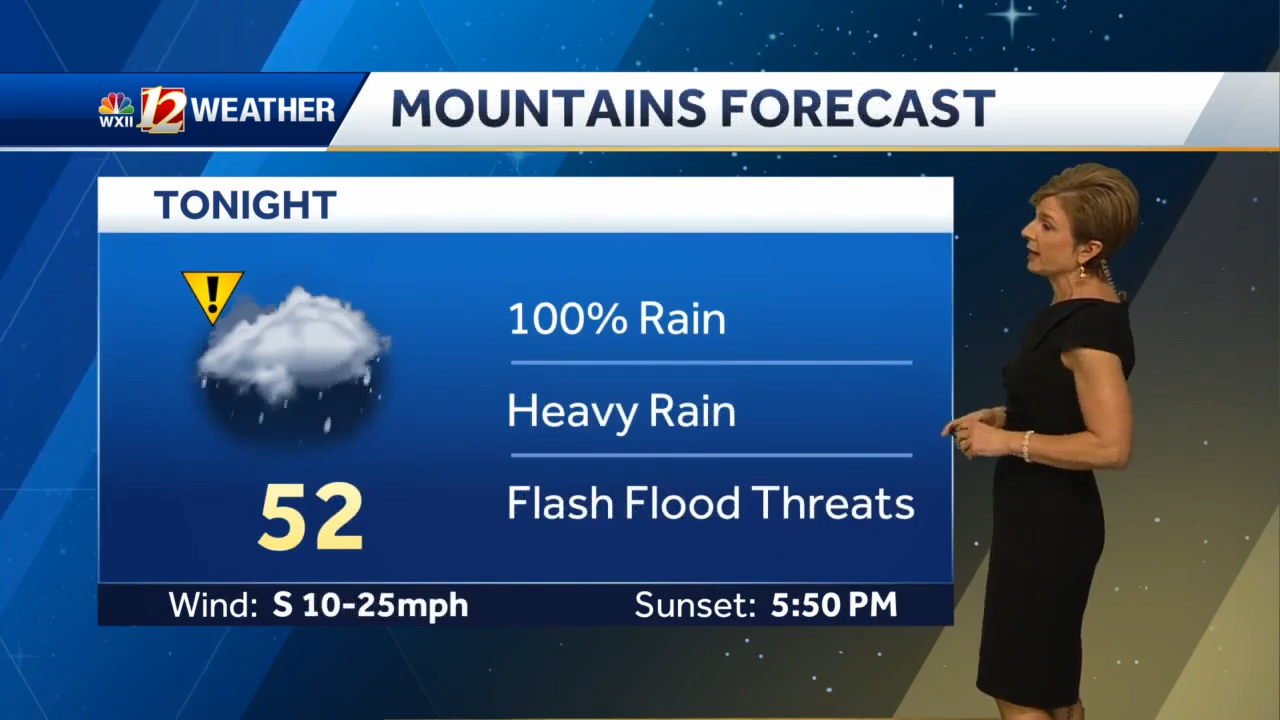 WXII 12 WEATHER
MOUNTAINS FORECAST
TONIGHT
!
100% Rain
Heavy Rain
Flash Flood Threats
52
Wind: S 10-25mph
Sunset: 5:50 PM